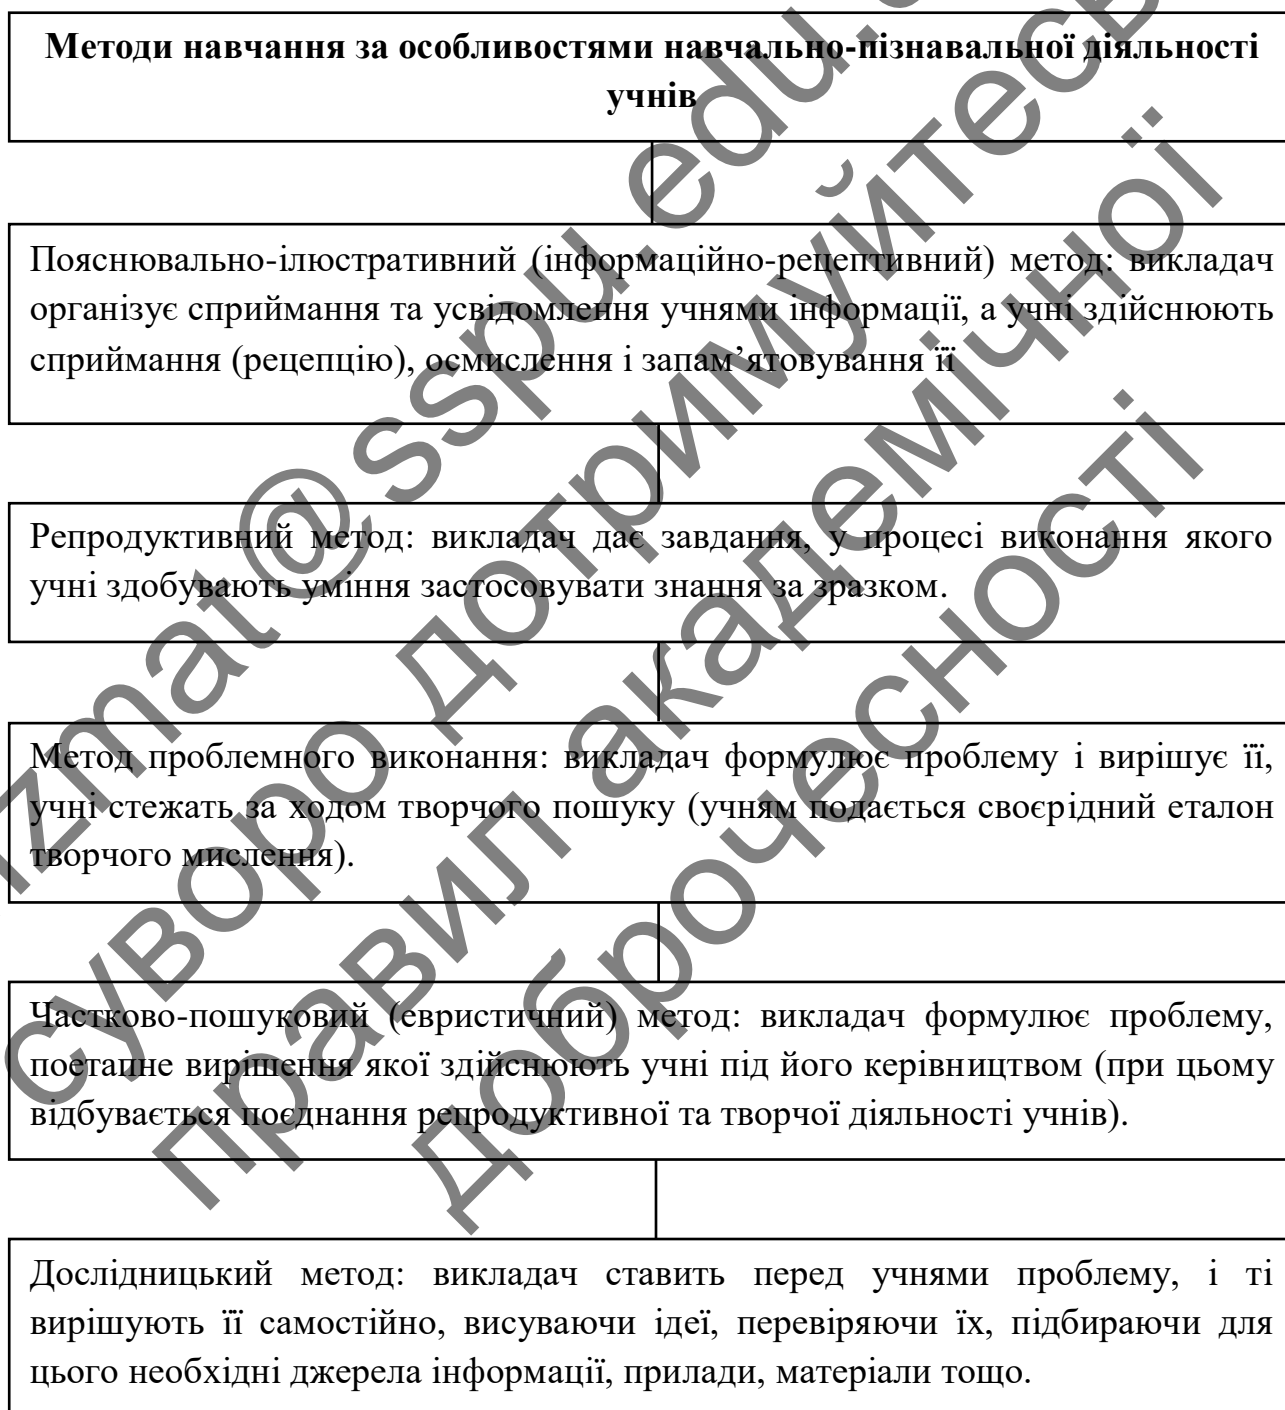 Методи навчання за особливостями навчально-пізнавальної діяльності
учнів
Пояснювально-ілюстративний (інформаційно-рецептивний) метод: викладач
організує сприймання та усвідомлення учнями інформації, а учні здійснюють
сприймання (рецепцію), осмислення і запам’ятовування її
Репродуктивний метод: викладач дає завдання, у процесі виконання якого
учні здобувають уміння застосовувати знання за зразком.
Метод проблемного виконання: викладач формулює проблему і вирішує її,
учні стежать за ходом творчого пошуку (учням подається своєрідний еталон
творчого мислення).
Частково-пошуковий (евристичний) метод: викладач формулює проблему,
поетапне вирішення якої здійснюють учні під його керівництвом (при цьому
відбувається поєднання репродуктивної та творчої діяльності учнів).
Дослідницький метод: викладач ставить перед учнями проблему, і ті
вирішують її самостійно, висуваючи ідеї, перевіряючи їх, підбираючи для
цього необхідні джерела інформації, прилади, матеріали тощо.
суворо дотримуйтесь
правил академічної
доброчесності